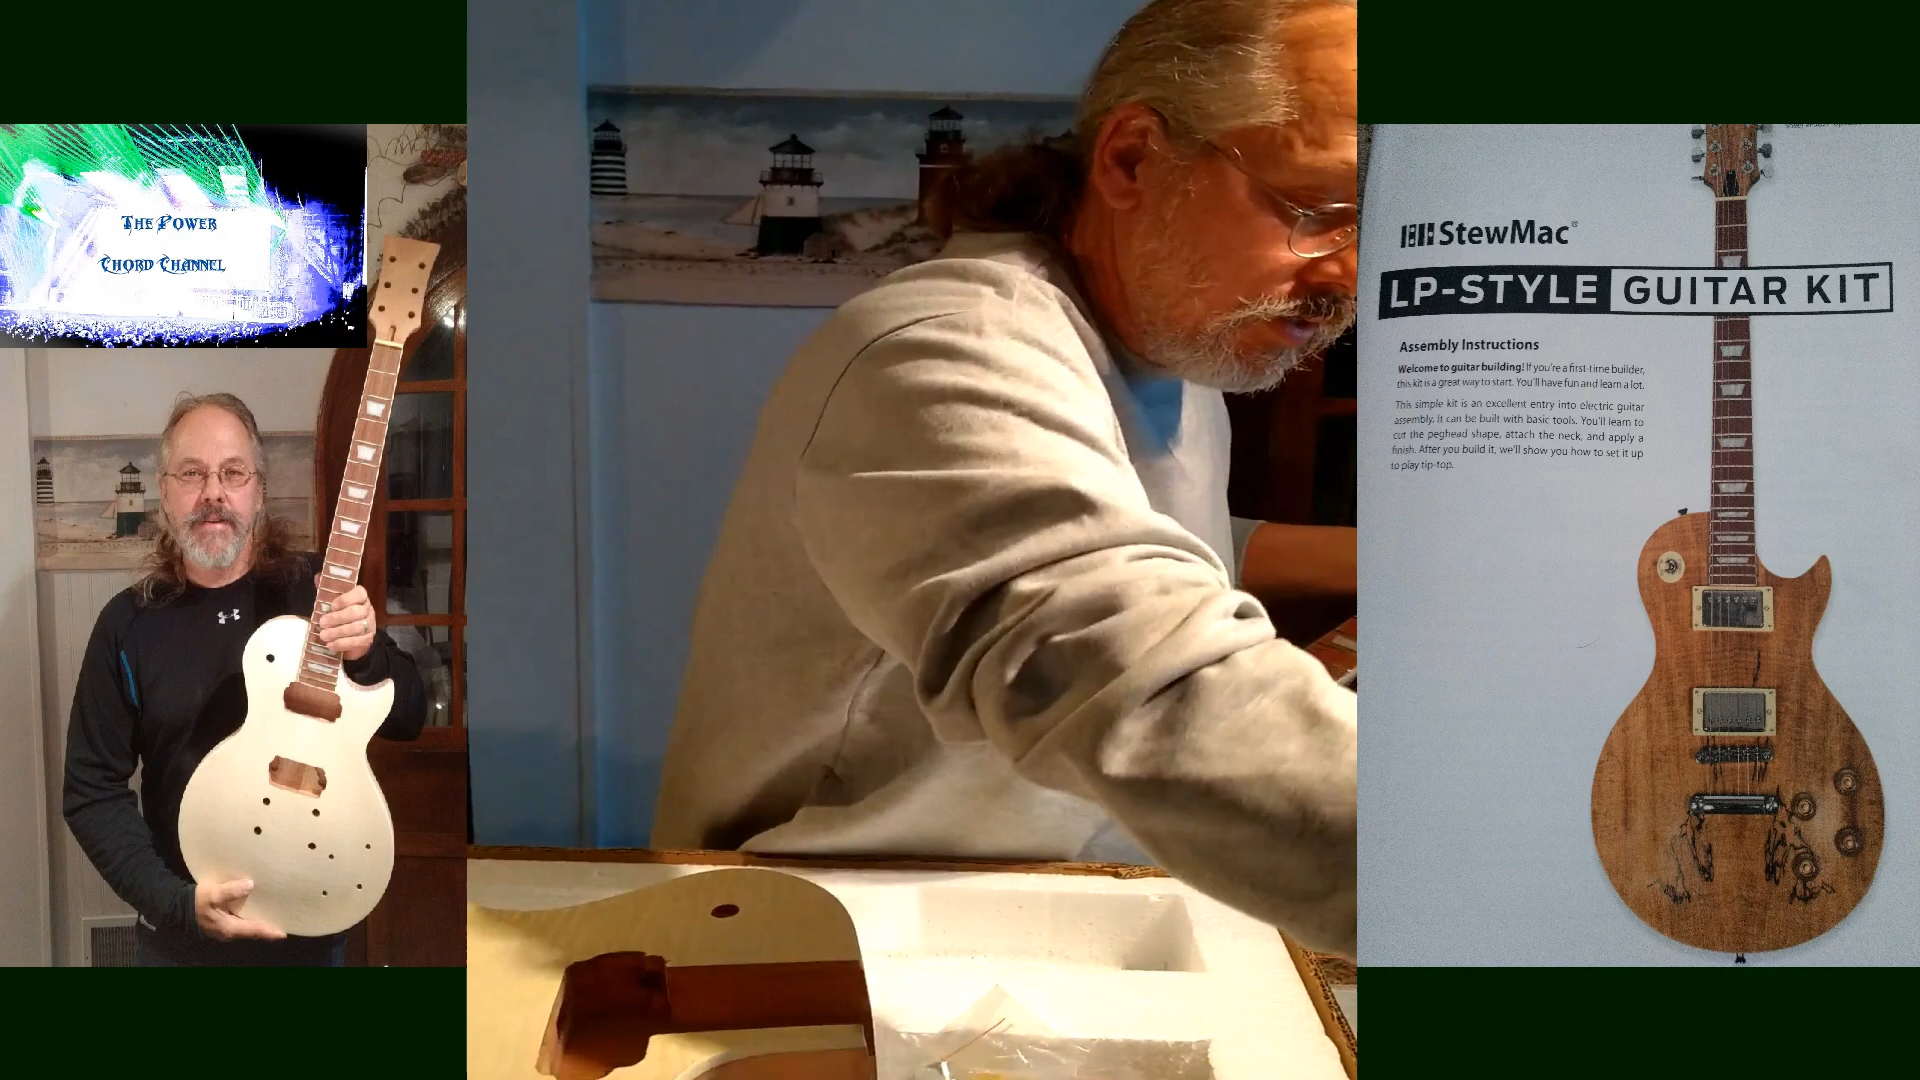 The Power
Chord Channel
StewMac®
LP-STYLE GUITAR KIT
Assembly Instructions
Welcome to guitar building! If you're a first-time builder,
this kit is a great way to start. You'll have fun and learn a lot.
This simple kit is an excellent entry into electric guitar
assembly. It can be built with basic tools. You'll learn to
cut the peghead shape, attach the neck, and apply a
finish. After you build it, we'll show you how to set it up
to play tip-top.